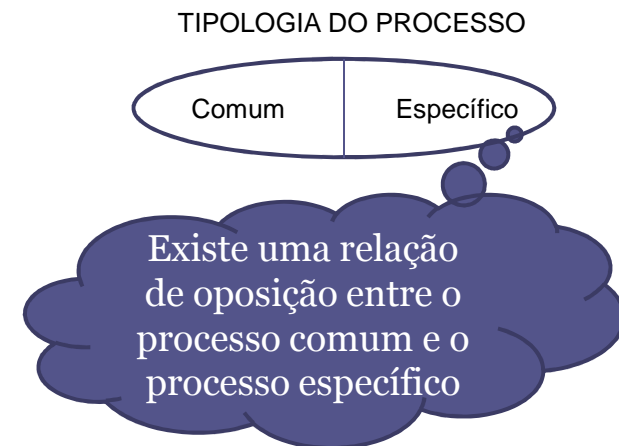 TIPOLOGIA DO PROCESSO
Comum
Específico
Existe uma relação
de oposição entre o
processo comum e o
processo específico